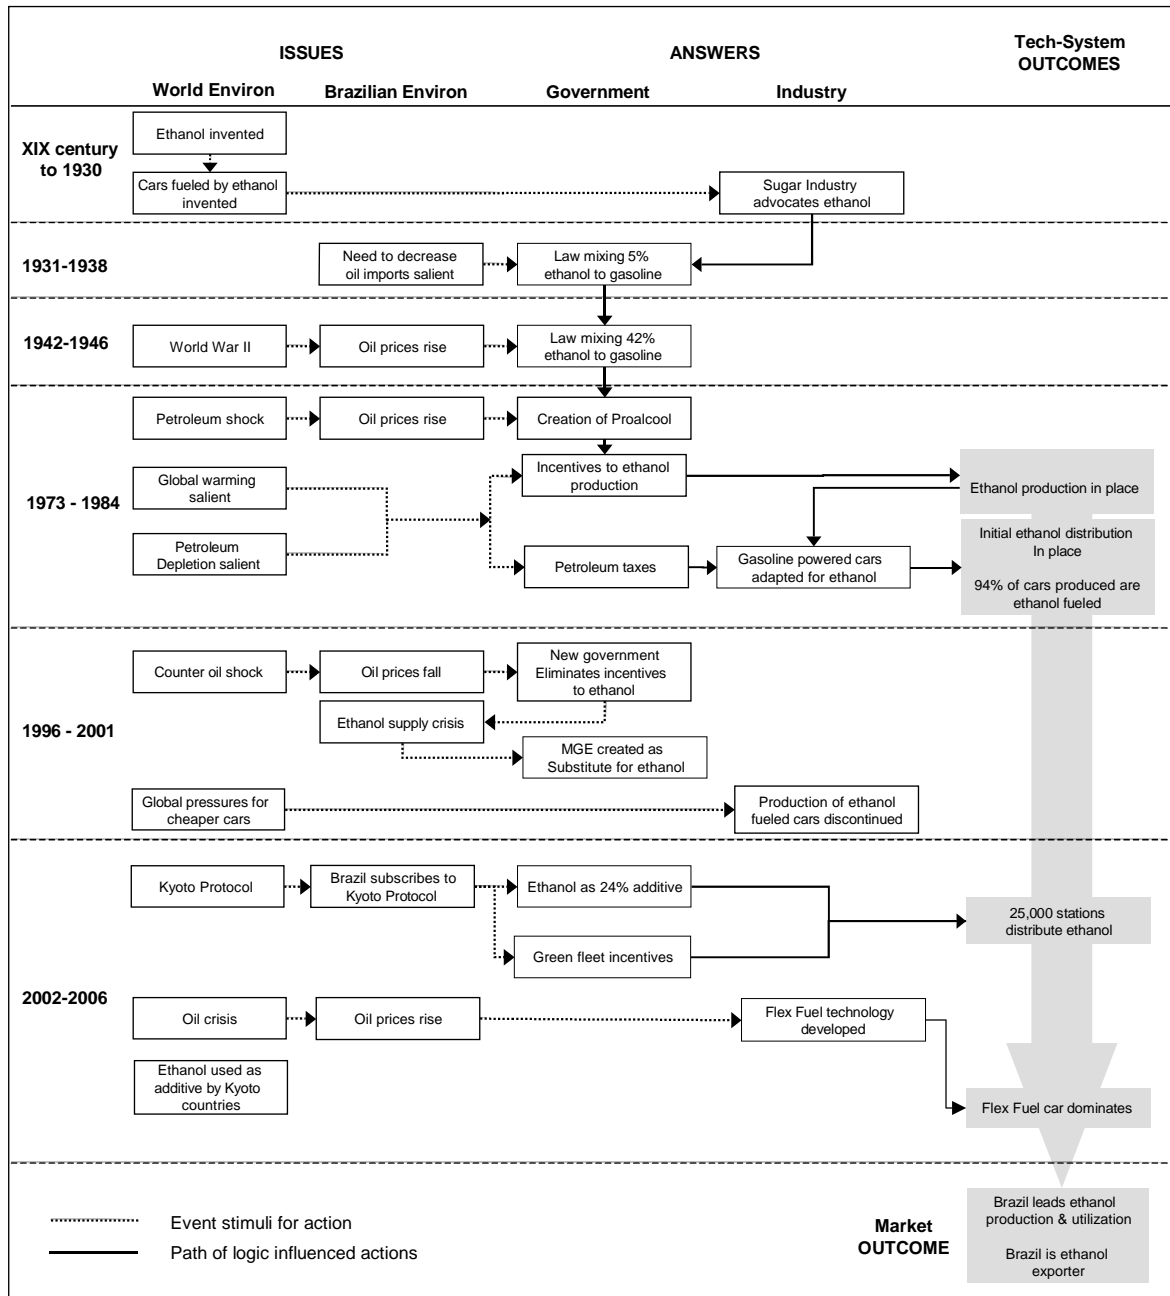 ISSUES
ANSWERS
Tech-System
OUTCOMES
World Environ
Brazilian Environ
Government
Industry
XIX century
to 1930
Ethanol invented
Cars fueled by ethanol
invented
Sugar Industry
advocates ethanol
1931-1938
Need to decrease
oil imports salient
Law mixing 5%
ethanol to gasoline
1942-1946
World War II
Oil prices rise
Law mixing 42%
ethanol to gasoline
1973 - 1984
Petroleum shock
Oil prices rise
Creation of Proalcool
Global warming
salient
Incentives to ethanol
production
Ethanol production in place
Petroleum
Depletion salient
Petroleum taxes
Gasoline powered cars
adapted for ethanol
Initial ethanol distribution
In place
94% of cars produced are
ethanol fueled
1996 - 2001
Counter oil shock
Oil prices fall
New government
Eliminates incentives
to ethanol
Ethanol supply crisis
MGE created as
Substitute for ethanol
Global pressures for
cheaper cars
Production of ethanol
fueled cars discontinued
2002-2006
Kyoto Protocol
Brazil subscribes to
Kyoto Protocol
Ethanol as 24% additive
25,000 stations
distribute ethanol
Green fleet incentives
Oil crisis
Oil prices rise
Flex Fuel technology
developed
Ethanol used as
additive by Kyoto
countries
Flex Fuel car dominates
Event stimuli for action
Path of logic influenced actions
Market
OUTCOME
Brazil leads ethanol
production & utilization
Brazil is ethanol
exporter